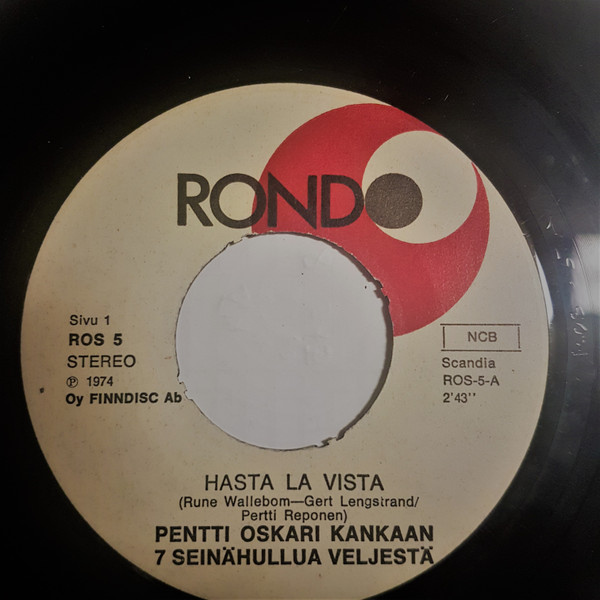 RONDO
Sivu 1
ROS 5
STEREO
℗ 1974
Oy FINNDISC Ab
NCB
Scandia
ROS-5-A
2'43''
HASTA LA VISTA
(Rune Wallebom—Gert Lengstrand/
Pertti Reponen)
PENTTI OSKARI KANKAAN
7 SEINÄHULLUA VELJESTÄ